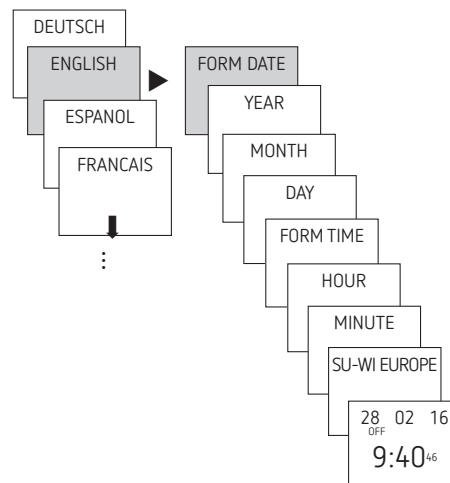 DEUTSCH
ENGLISH
ESPANOL
FRANCAIS
FORM DATE
YEAR
MONTH
DAY
FORM TIME
HOUR
MINUTE
SU-WI EUROPE
28 02 16
OFF
9:40 46